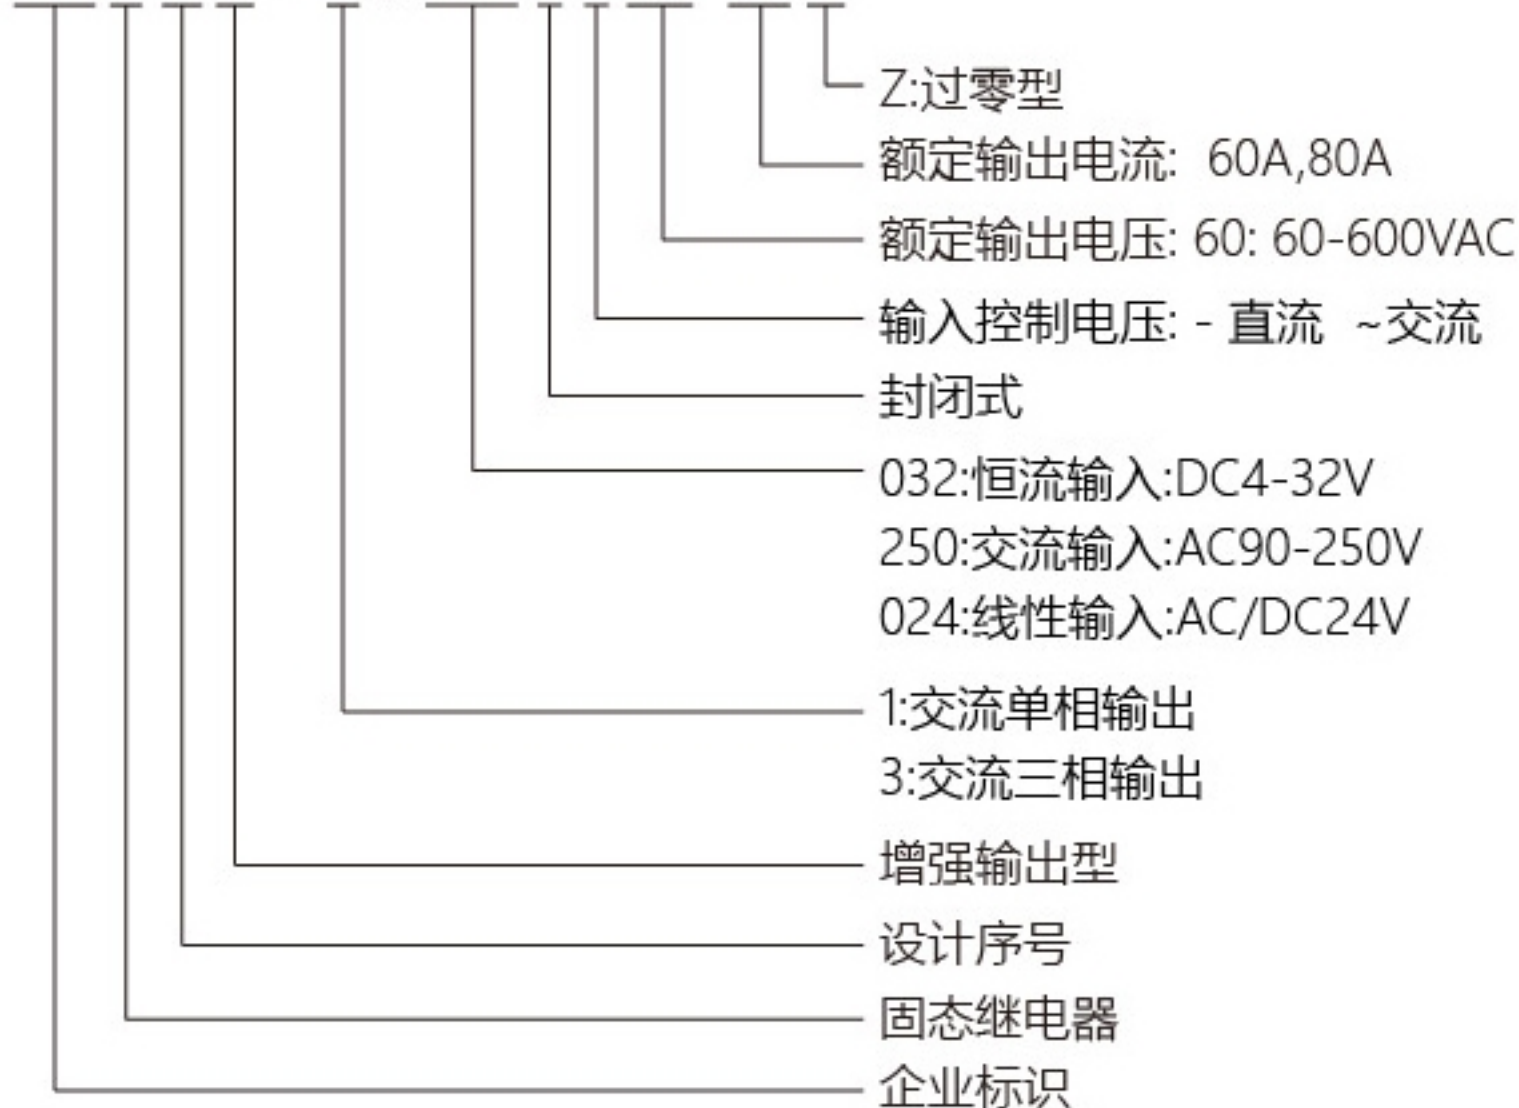 Z:过零型
额定输出电流: 60A,80A
额定输出电压: 60: 60-600VAC
输入控制电压: - 直流 ~交流
封闭式
032:恒流输入:DC4-32V
250:交流输入:AC90-250V
024:线性输入:AC/DC24V
1:交流单相输出
3:交流三相输出
增强输出型
设计序号
固态继电器
企业标识